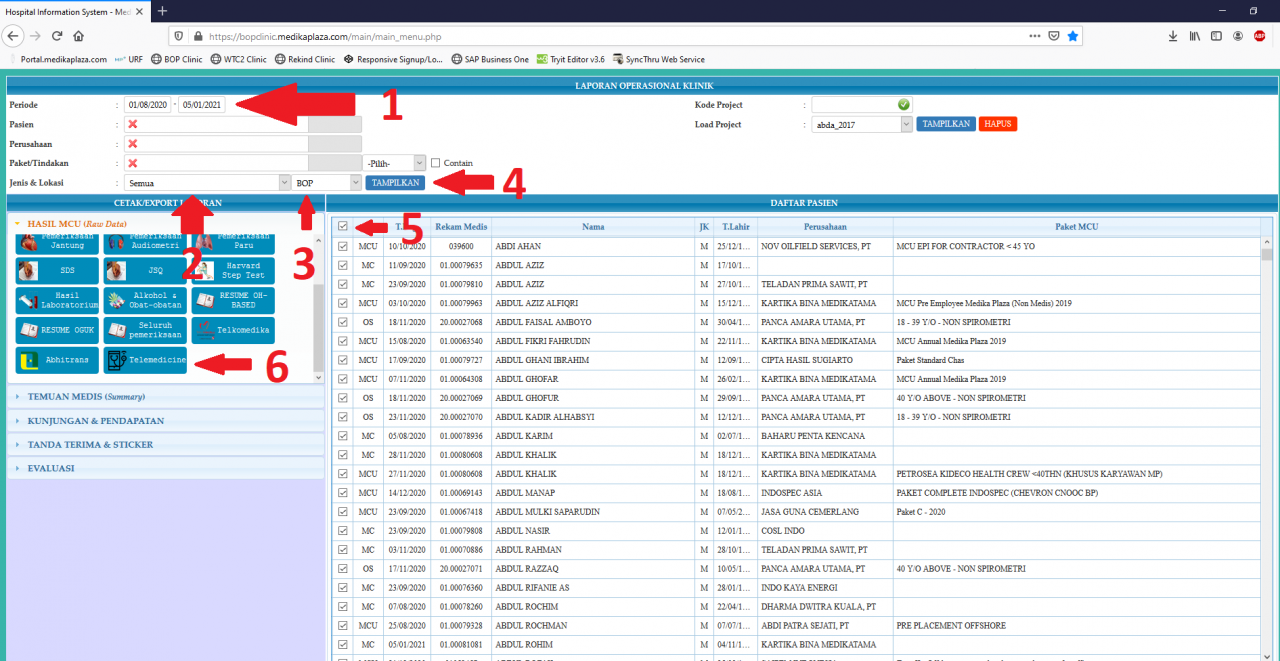 Hospital Information System - Med
https://bopclinic.medikaplaza.com/main/main_menu.php
Portal.medikaplaza.com URF BOP Clinic WTC2 Clinic Rekind Clinic Responsive Signup/Lo... SAP Business One Tryit Editor v3.6 SyncThru Web Service
LAPORAN OPERASIONAL KLINIK
Periode : 01/08/2020 - 05/01/2021 1 Kode Project :
Pasien : Load Project : abda_2017 TAMPILKAN HAPUS
Perusahaan :
Paket/Tindakan : -Pilih- Contain
Jenis & Lokasi : Semua BOP TAMPILKAN 4
CETAK/EXPORT LAPORAN
HASIL MCU (Raw Data)
2 3
Pemeriksaan Jantung
Pemeriksaan Audiometri
Pemeriksaan Paru
SDS
JSQ
Harvard Step Test
Hasil Laboratorium
Alkohol & Obat-obatan
RESUME OH-BASED
RESUME OGUK
Seluruh pemeriksaan
Telkomedika
Abhitrans
Telemedicine
6
TEMUAN MEDIS (Summary)
KUNJUNGAN & PENDAPATAN
TANDA TERIMA & STICKER
EVALUASI
DAFTAR PASIEN
5
Rekam Medis Nama JK T.Lahir Perusahaan Paket MCU
MCU 10/10/2020 039600 ABDI AHAN M 25/12/1... NOV OILFIELD SERVICES, PT MCU EPI FOR CONTRACTOR < 45 YO
MC 11/09/2020 01.00079635 ABDUL AZIZ M 17/10/1...
MC 23/09/2020 01.00079810 ABDUL AZIZ M 27/10/1... TELADAN PRIMA SAWIT, PT
MCU 03/10/2020 01.00079963 ABDUL AZIZ ALFIQRI M 15/12/1... KARTIKA BINA MEDIKATAMA MCU Pre Employee Medika Plaza (Non Medis) 2019
OS 18/11/2020 20.00027068 ABDUL FAISAL AMBOYO M 30/04/1... PANCA AMARA UTAMA, PT 18 - 39 Y/O - NON SPIROMETRI
MCU 15/08/2020 01.00063540 ABDUL FIKRI FAHRUDIN M 22/11/1... KARTIKA BINA MEDIKATAMA MCU Annual Medika Plaza 2019
MCU 17/09/2020 01.00079727 ABDUL GHANI IBRAHIM M 12/09/1... CIPTA HASIL SUGIARTO Paket Standard Chas
MCU 07/11/2020 01.00064308 ABDUL GHOFAR M 26/02/1... KARTIKA BINA MEDIKATAMA MCU Annual Medika Plaza 2019
OS 18/11/2020 20.00027069 ABDUL GHOFUR M 29/09/1... PANCA AMARA UTAMA, PT 40 Y/O ABOVE - NON SPIROMETRI
OS 23/11/2020 20.00027070 ABDUL KADIR ALHABSYI M 12/12/1... PANCA AMARA UTAMA, PT 18 - 39 Y/O - NON SPIROMETRI
MC 05/08/2020 01.00078936 ABDUL KARIM M 02/07/1... BAHARU PENTA KENCANA
MC 28/11/2020 01.00080608 ABDUL KHALIK M 18/12/1... KARTIKA BINA MEDIKATAMA
MCU 27/11/2020 01.00080608 ABDUL KHALIK M 18/12/1... KARTIKA BINA MEDIKATAMA PETROSEA KIDECO HEALTH CREW <40THN (KHUSUS KARYAWAN MP)
MCU 14/12/2020 01.00069143 ABDUL MANAP M 18/08/1... INDOSPEC ASIA PAKET COMPLETE INDOSPEC (CHEVRON CNOOC BP)
MCU 23/09/2020 01.00067418 ABDUL MULKI SAPARUDIN M 07/05/2... JASA GUNA CEMERLANG Paket C - 2020
MC 23/09/2020 01.00079808 ABDUL NASIR M 12/01/1... COSL INDO
MC 03/11/2020 01.00070886 ABDUL RAHMAN M 28/10/1... TELADAN PRIMA SAWIT, PT
OS 17/11/2020 20.00027071 ABDUL RAZZAQ M 10/05/1... PANCA AMARA UTAMA, PT 40 Y/O ABOVE - NON SPIROMETRI
MC 23/09/2020 01.00076360 ABDUL RIFANIE AS M 28/01/1... INDO KAYA ENERGI
MC 07/08/2020 01.00078260 ABDUL ROCHIM M 22/04/1... DHARMA DWITRA KUALA, PT
MCU 25/08/2020 01.00079328 ABDUL ROCHMAN M 07/07/1... ABDI PATRA SEJATI, PT PRE PLACEMENT OFFSHORE
MC 05/01/2021 01.00081081 ABDUL ROHIM M 04/11/1... KARTIKA BINA MEDIKATAMA